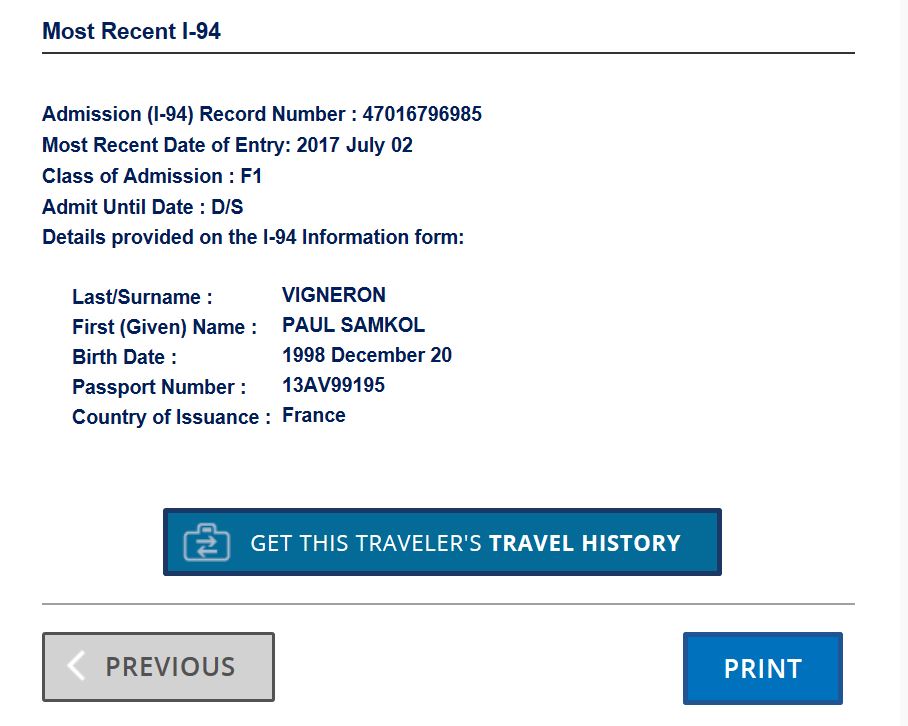 Most Recent I-94
Admission (I-94) Record Number : 47016796985
Most Recent Date of Entry: 2017 July 02
Class of Admission : F1
Admit Until Date : D/S
Details provided on the I-94 Information form:
Last/Surname : VIGNERON
First (Given) Name : PAUL SAMKOL
Birth Date : 1998 December 20
Passport Number : 13AV99195
Country of Issuance : France
GET THIS TRAVELER'S TRAVEL HISTORY
PREVIOUS
PRINT